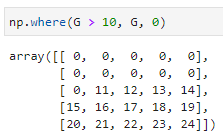 np.where(G > 10, G, 0)
array([[ 0, 0, 0, 0, 0],
[ 0, 0, 0, 0, 0],
[ 0, 11, 12, 13, 14],
[15, 16, 17, 18, 19],
[20, 21, 22, 23, 24]])